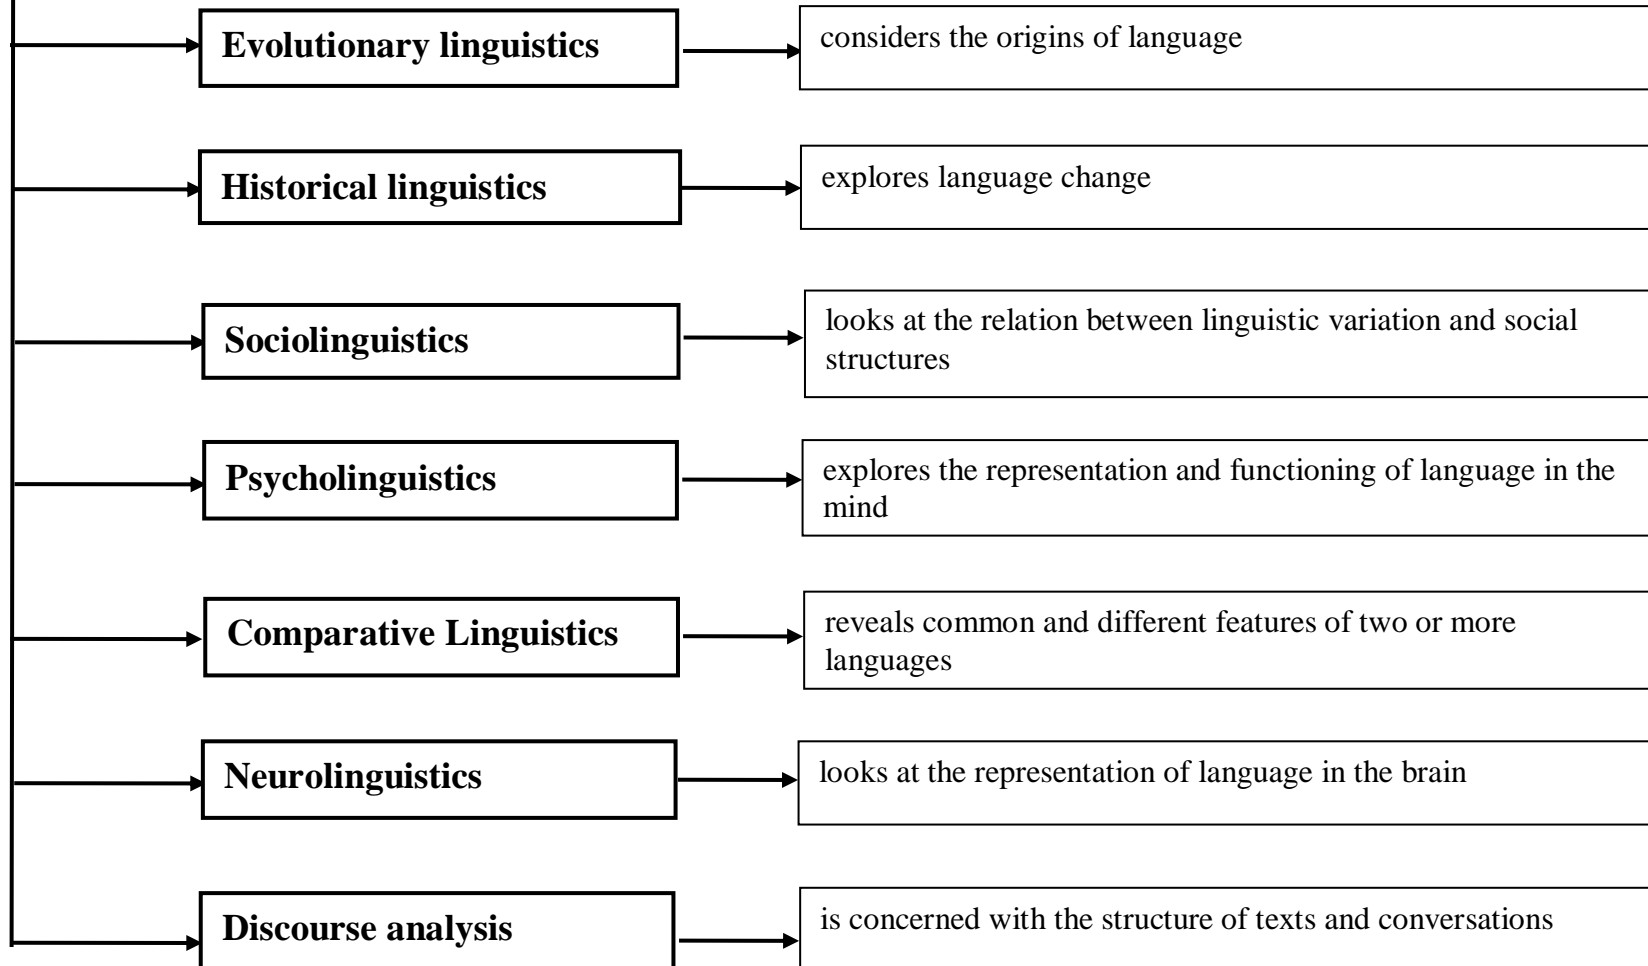 Evolutionary linguistics
considers the origins of language
Historical linguistics
explores language change
Sociolinguistics
looks at the relation between linguistic variation and social
structures
Psycholinguistics
explores the representation and functioning of language in the
mind
Comparative Linguistics
reveals common and different features of two or more
languages
Neurolinguistics
looks at the representation of language in the brain
Discourse analysis
is concerned with the structure of texts and conversations